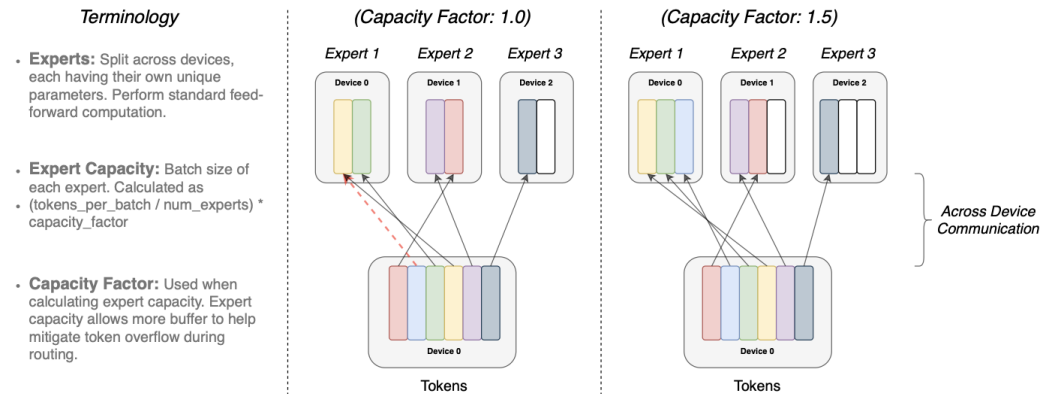 Terminology
• Experts: Split across devices,
each having their own unique
parameters. Perform standard feed-
forward computation.
• Expert Capacity: Batch size of
each expert. Calculated as
• (tokens_per_batch / num_experts) *
capacity_factor
• Capacity Factor: Used when
calculating expert capacity. Expert
capacity allows more buffer to help
mitigate token overflow during
routing.
(Capacity Factor: 1.0)
Expert 1 Expert 2 Expert 3
Device 0 Device 1 Device 2
Device 0
Tokens
(Capacity Factor: 1.5)
Expert 1 Expert 2 Expert 3
Device 0 Device 1 Device 2
Device 0
Tokens
Across Device
Communication